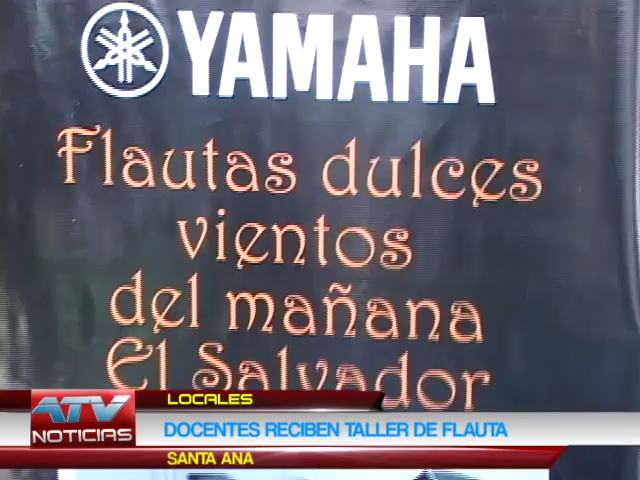 YAMAHA
Flautas dulces
vientos
del mañana
El Salvador
LOCALES
ATV
NOTICIAS
DOCENTES RECIBEN TALLER DE FLAUTA
SANTA ANA